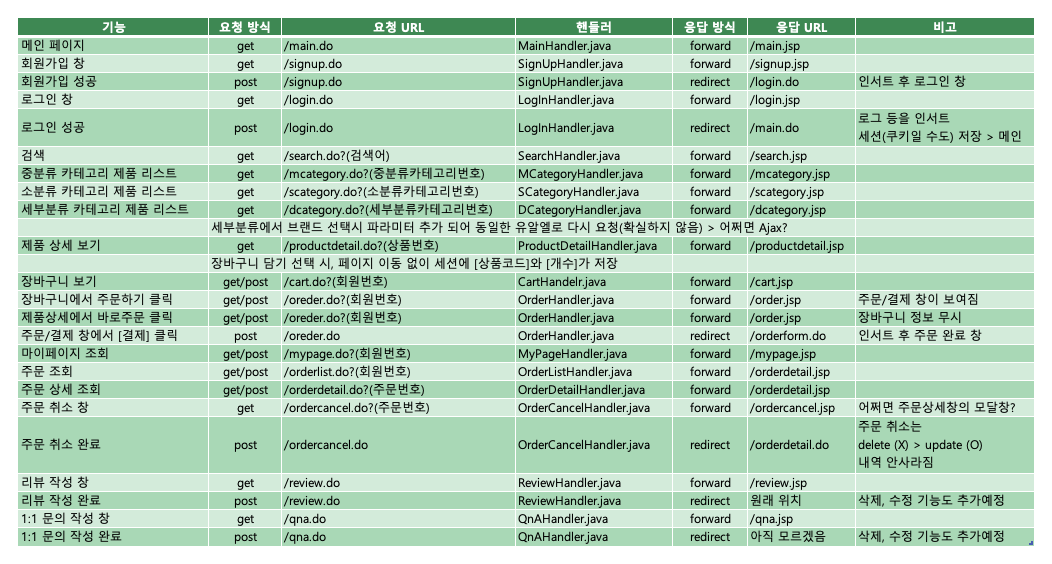 기능 요청 방식 요청 URL 핸들러 응답 방식 응답 URL 비고
메인 페이지 get /main.do MainHandler.java forward /main.jsp
회원가입 창 get /signup.do SignUpHandler.java forward /signup.jsp
회원가입 성공 post /signup.do SignUpHandler.java redirect /login.do 인서트 후 로그인 창
로그인 창 get /login.do LogInHandler.java forward /login.jsp
로그인 성공 post /login.do LogInHandler.java redirect /main.do 로그 등을 인서트
세션(쿠키일 수도) 저장 > 메인
검색 get /search.do?(검색어) SearchHandler.java forward /search.jsp
중분류 카테고리 제품 리스트 get /mcategory.do?(중분류카테고리번호) MCategoryHandler.java forward /mcategory.jsp
소분류 카테고리 제품 리스트 get /scategory.do?(소분류카테고리번호) SCategoryHandler.java forward /scategory.jsp
세부분류 카테고리 제품 리스트 get /dcategory.do?(세부분류카테고리번호) DCategoryHandler.java forward /dcategory.jsp
세부분류에서 브랜드 선택시 파라미터 추가 되어 동일한 유알엘로 다시 요청(확실하지 않음) > 어쩌면 Ajax?
제품 상세 보기 get /productdetail.do?(상품번호) ProductDetailHandler.java forward /productdetail.jsp
장바구니 담기 선택 시, 페이지 이동 없이 세션에 [상품코드]와 [개수]가 저장
장바구니 보기 get/post /cart.do?(회원번호) CartHandelr.java forward /cart.jsp
장바구니에서 주문하기 클릭 get/post /oreder.do?(회원번호) OrderHandler.java forward /order.jsp 주문/결제 창이 보여짐
제품상세에서 바로주문 클릭 get/post /oreder.do?(회원번호) OrderHandler.java forward /order.jsp 장바구니 정보 무시
주문/결제 창에서 [결제] 클릭 post /oreder.do OrderHandler.java redirect /orderform.do 인서트 후 주문 완료 창
마이페이지 조회 get/post /mypage.do?(회원번호) MyPageHandler.java forward /mypage.jsp
주문 조회 get/post /orderlist.do?(회원번호) OrderListHandler.java forward /orderdetail.jsp
주문 상세 조회 get/post /orderdetail.do?(주문번호) OrderDetailHandler.java forward /orderdetail.jsp
주문 취소 창 get /ordercancel.do?(주문번호) OrderCancelHandler.java forward /ordercancel.jsp 어쩌면 주문상세창의 모달창?
주문 취소 완료 post /ordercancel.do OrderCancelHandler.java redirect /orderdetail.do 주문 취소는
delete (X) > update (O)
내역 안사라짐
리뷰 작성 창 get /review.do ReviewHandler.java forward /review.jsp
리뷰 작성 완료 post /review.do ReviewHandler.java redirect 원래 위치 삭제, 수정 기능도 추가예정
1:1 문의 작성 창 get /qna.do QnAHandler.java forward /qna.jsp
1:1 문의 작성 완료 post /qna.do QnAHandler.java redirect 아직 모르겠음 삭제, 수정 기능도 추가예정